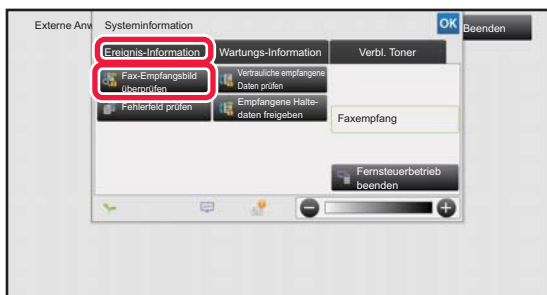 Externe Anw
Systeminformation
OK
Beenden
Ereignis-Information
Wartungs-Information
Verbl. Toner
Fax-Empfangsbild
überprüfen
Vertrauliche empfangene
Daten prüfen
Fehlerfeld prüfen
Empfangene Halte-
daten freigeben
Faxempfang
Fernsteuerbetrieb
beenden